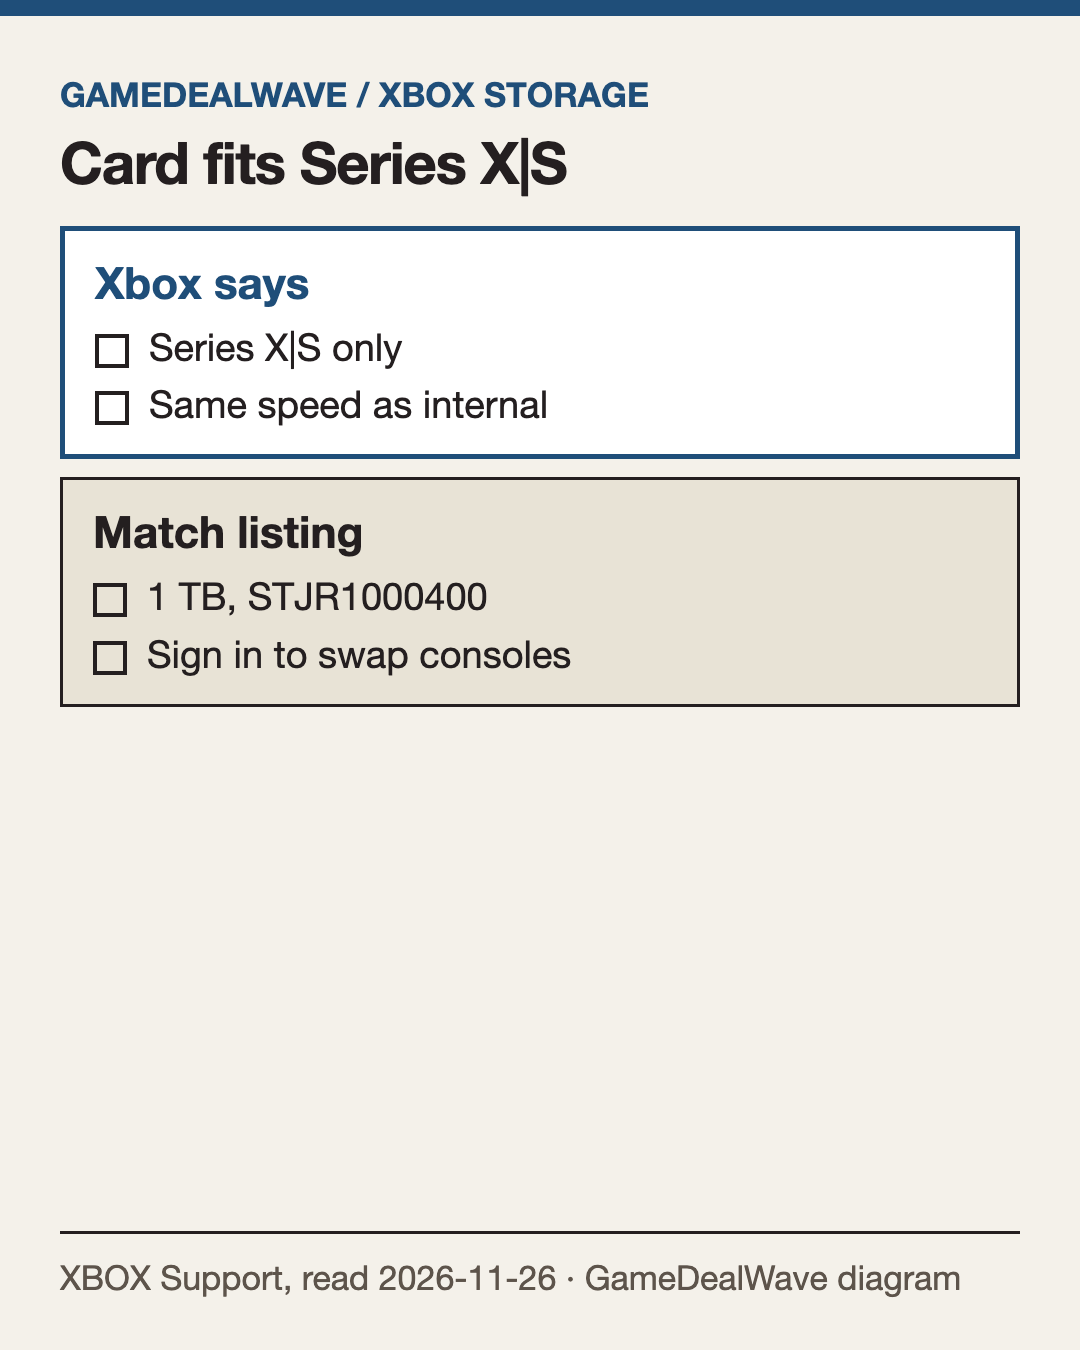 GAMEDEALWAVE / XBOX STORAGE
Card fits Series X|S
Xbox says
Series X|S only
Same speed as internal
Match listing
1 TB, STJR1000400
Sign in to swap consoles
XBOX Support, read 2026-11-26 · GameDealWave diagram